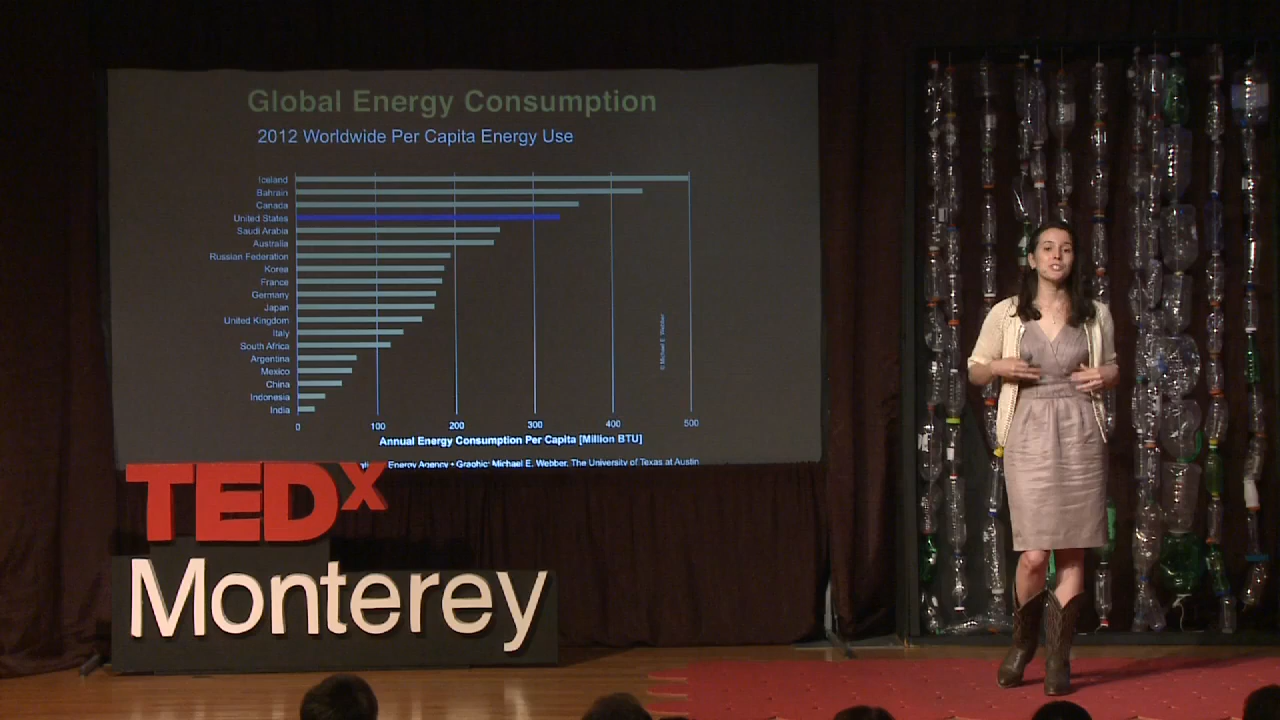 Global Energy Consumption
2012 Worldwide Per Capita Energy Use
Iceland
Bahrain
Canada
United States
Saudi Arabia
Australia
Russian Federation
Korea
France
Germany
Japan
United Kingdom
Italy
South Africa
Argentina
Mexico
China
Indonesia
India
0 100 200 300 400 500
Annual Energy Consumption Per Capita [Million BTU]
© Michael E. Webber
Energy Agency • Graphic: Michael E. Webber, The University of Texas at Austin
TEDx
Monterey